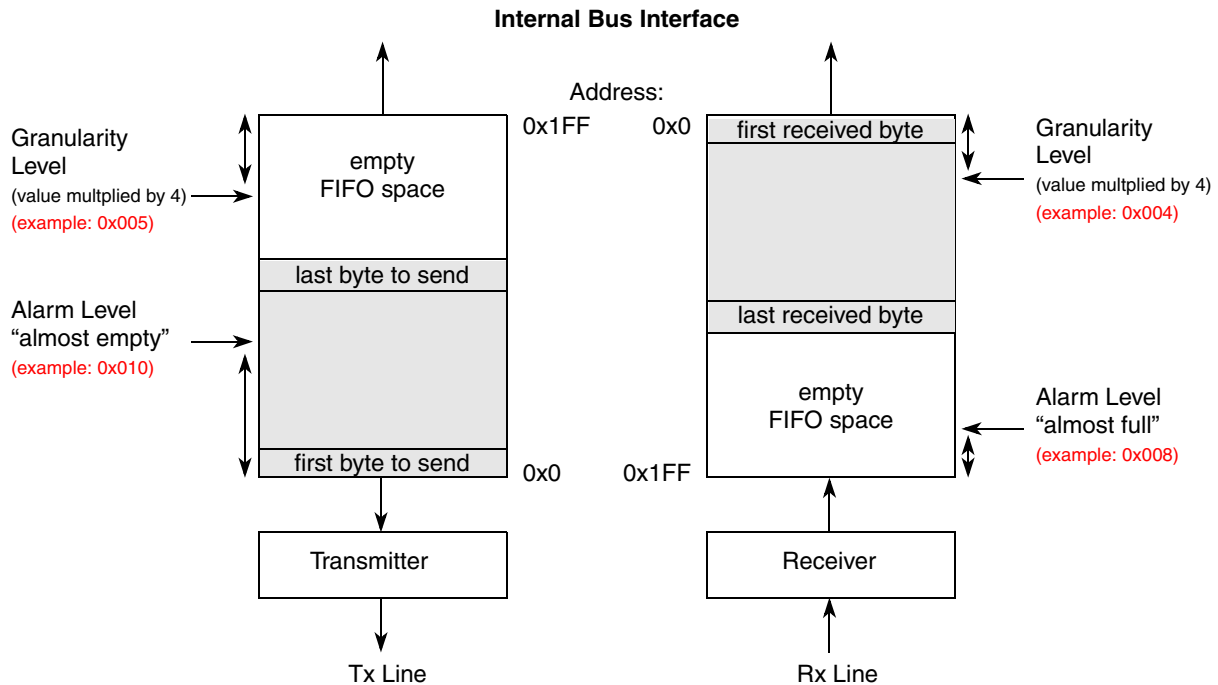 Internal Bus Interface
Address:
Granularity
Level
(value multplied by 4)
(example: 0x005)
Alarm Level
“almost empty”
(example: 0x010)
0x1FF
empty
FIFO space
last byte to send
first byte to send
0x0
Transmitter
Tx Line
0x0
first received byte
last received byte
empty
FIFO space
0x1FF
Receiver
Rx Line
Granularity
Level
(value multplied by 4)
(example: 0x004)
Alarm Level
“almost full”
(example: 0x008)